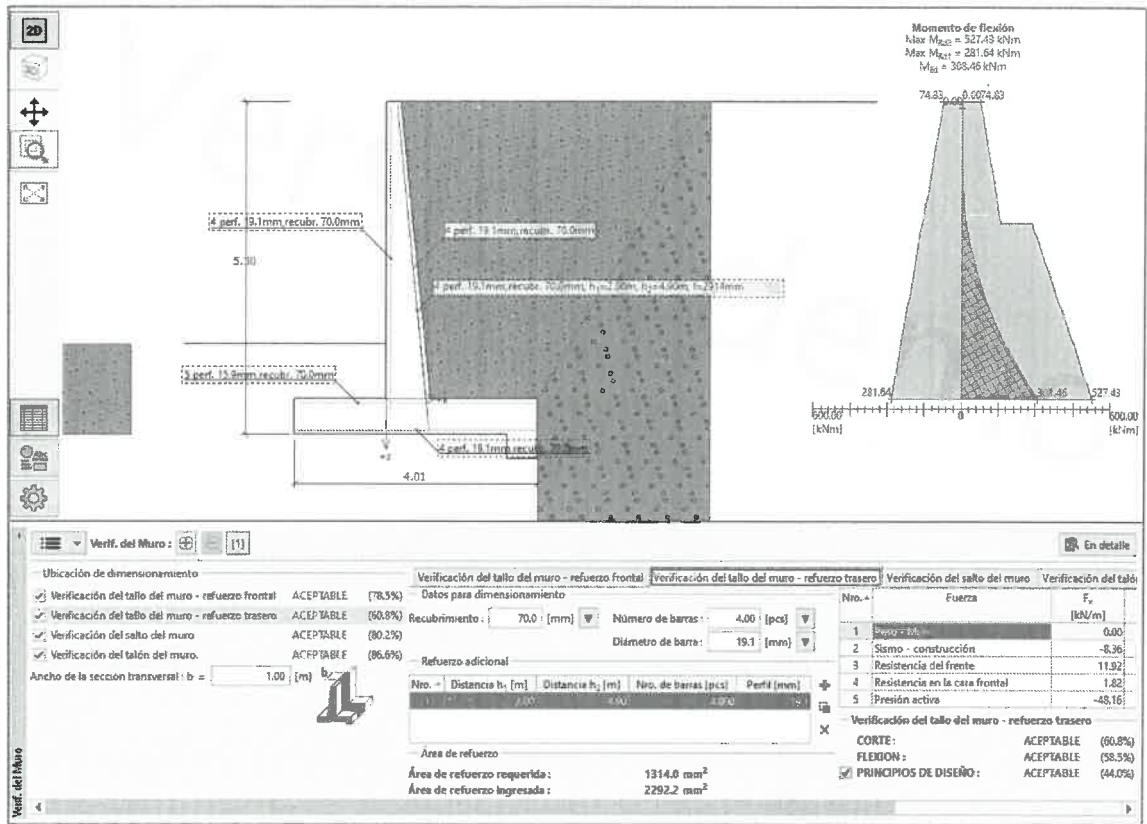 2D
Momento de flexión
Max M_Rd2 = 527.43 kNm
Max M_Rd1 = 281.64 kNm
M_Ed = 308.46 kNm
74.83 0.00 74.83
4 perf. 19.1mm,recubr. 70.0mm
4 perf. 19.1mm,recubr. 70.0mm
5.30
4 perf. 19.1mm,recubr. 70.0mm, h1=2.00m, h2=4.90m, l=2914mm
5 perf. 15.9mm,recubr. 70.0mm
4 perf. 19.1mm,recubr. 70.0mm
+z
4.01
281.64 308.46 527.43
600.00 0 600.00
[kNm] [kNm]
Verif. del Muro : [1] En detalle
Ubicación de dimensionamiento
Verificación del tallo del muro - refuerzo frontal ACEPTABLE (78.5%)
Verificación del tallo del muro - refuerzo trasero ACEPTABLE (60.8%)
Verificación del salto del muro ACEPTABLE (80.2%)
Verificación del talón del muro. ACEPTABLE (86.6%)
Ancho de la sección transversal : b = 1.00 [m]
b
Verificación del tallo del muro - refuerzo frontal Verificación del tallo del muro - refuerzo trasero Verificación del salto del muro Verificación del talón
Datos para dimensionamiento
Recubrimiento : 70.0 [mm] Número de barras : 4.00 [pcs]
Diámetro de barra : 19.1 [mm]
Refuerzo adicional
Nro. Distancia h1 [m] Distancia h2 [m] Nro. de barras [pcs] Perfil [mm]
2.00 4.90
Área de refuerzo
Área de refuerzo requerida : 1314.0 mm²
Área de refuerzo ingresada : 2292.2 mm²
Nro. Fuerza Fx
[kN/m]
1 0.00
2 Sismo - construcción -8.36
3 Resistencia del frente 11.92
4 Resistencia en la cara frontal 1.82
5 Presión activa -48.16
Verificación del tallo del muro - refuerzo trasero
CORTE : ACEPTABLE (60.8%)
FLEXION : ACEPTABLE (58.5%)
PRINCIPIOS DE DISEÑO : ACEPTABLE (44.0%)
Verif. del Muro